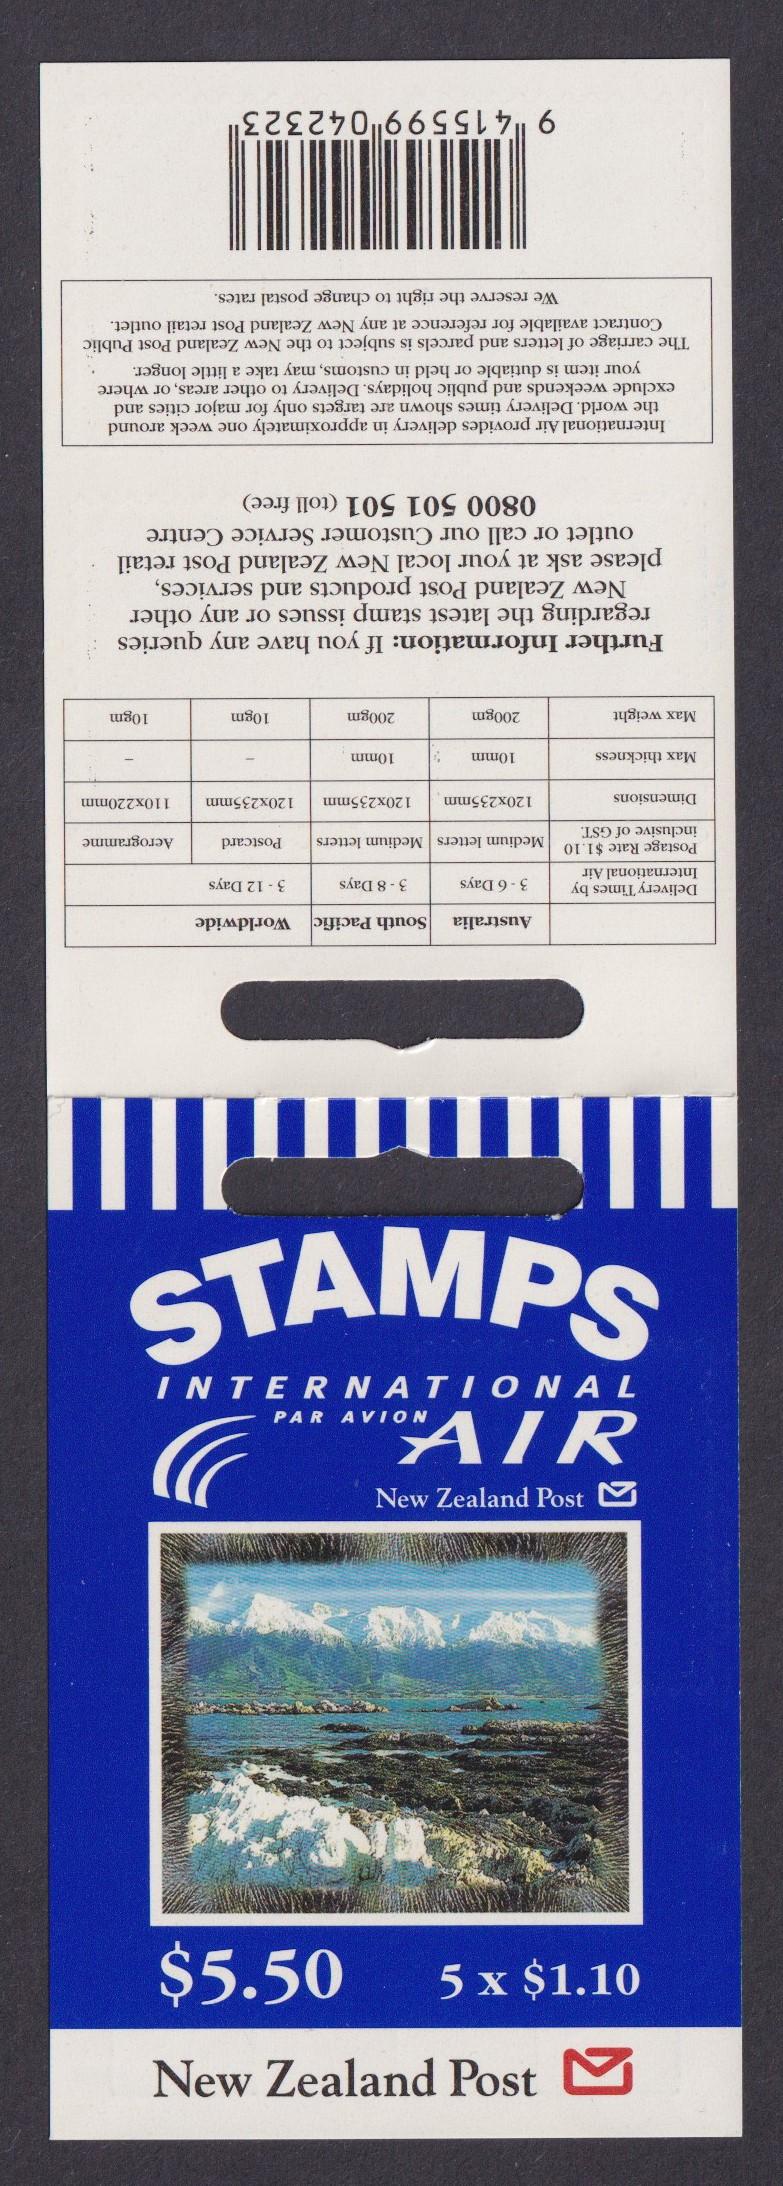 STAMPS
INTERNATIONAL
PAR AVION AIR
New Zealand Post
$5.50 5 x $1.10
New Zealand Post
Australia South Pacific Worldwide
Delivery Times by
International Air 3 - 6 Days 3 - 8 Days 3 - 12 Days
Postage Rate $1.10
inclusive of GST. Medium letters Medium letters Postcard Aerogramme
Dimensions 120x235mm 120x235mm 120x235mm 110x220mm
Max thickness 10mm 10mm – –
Max weight 200gm 200gm 10gm 10gm
Further Information: If you have any queries
regarding the latest stamp issues or any other
New Zealand Post products and services,
please ask at your local New Zealand Post retail
outlet or call our Customer Service Centre
0800 501 501 (toll free)
International Air provides delivery in approximately one week around
the world. Delivery times shown are targets only for major cities and
exclude weekends and public holidays. Delivery to other areas, or where
your item is dutiable or held in customs, may take a little longer.
The carriage of letters and parcels is subject to the New Zealand Post Public
Contract available for reference at any New Zealand Post retail outlet.
We reserve the right to change postal rates.
9 415599 042323